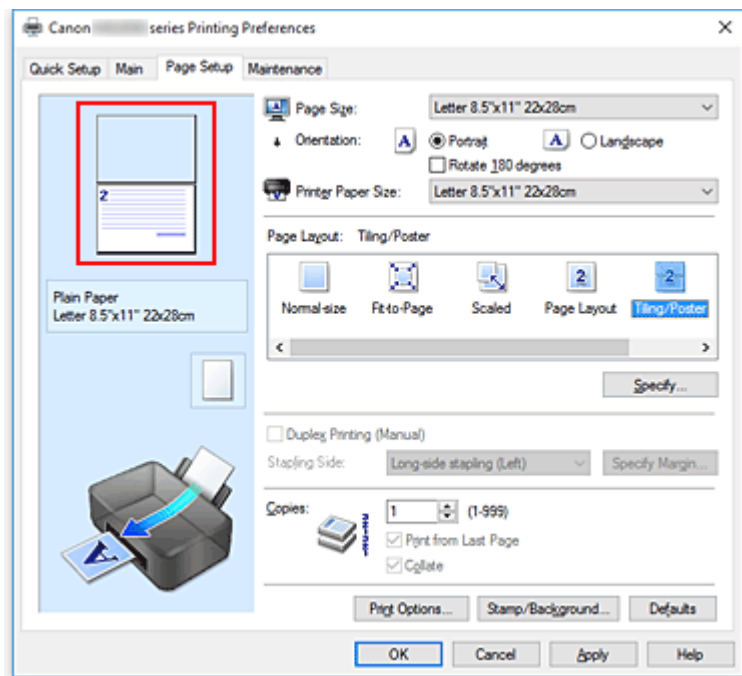 Canon series Printing Preferences
Quick Setup Main Page Setup Maintenance
2
Plain Paper
Letter 8.5"x11" 22x28cm
A
Page Size: Letter 8.5"x11" 22x28cm
Orientation: A Portrait A Landscape
Rotate 180 degrees
Printer Paper Size: Letter 8.5"x11" 22x28cm
Page Layout: Tiling/Poster
2 2
Normal-size Fit-to-Page Scaled Page Layout Tiling/Poster
Specify...
Duplex Printing (Manual)
Stapling Side: Long-side stapling (Left) Specify Margin...
Copies: 1 (1-999)
Print from Last Page
Collate
Print Options... Stamp/Background... Defaults
OK Cancel Apply Help